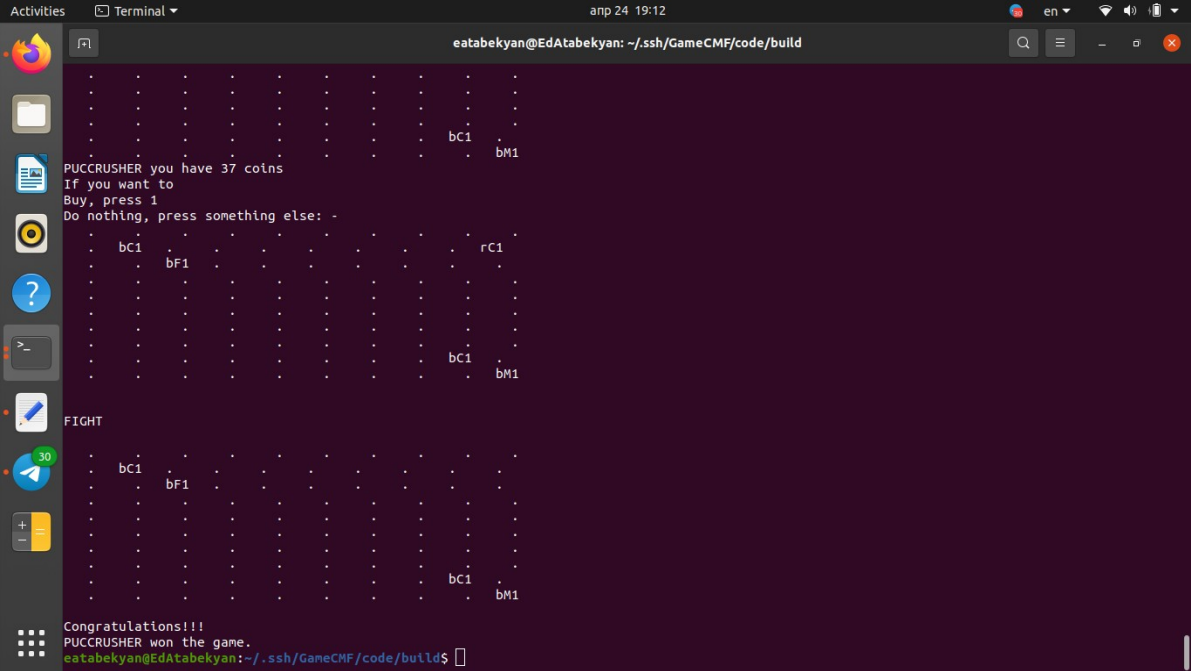 Activities Terminal апр 24 19:12 30 en
eatabekyan@EdAtabekyan: ~/.ssh/GameCMF/code/build
. . . . . . . . . .
. . . . . . . . . .
. . . . . . . . . .
. . . . . . . . . .
. . . . . . . . bC1 .
. . . . . . . . . bM1
PUCCRUSHER you have 37 coins
If you want to
Buy, press 1
Do nothing, press something else: -
. . . . . . . . . .
. bC1 . . . . . . . rC1
. . bF1 . . . . . . .
. . . . . . . . . .
. . . . . . . . . .
. . . . . . . . . .
. . . . . . . . . .
. . . . . . . . . .
. . . . . . . . bC1 .
. . . . . . . . . bM1
FIGHT
. . . . . . . . . .
. bC1 . . . . . . . .
. . bF1 . . . . . . .
. . . . . . . . . .
. . . . . . . . . .
. . . . . . . . . .
. . . . . . . . . .
. . . . . . . . . .
. . . . . . . . bC1 .
. . . . . . . . . bM1
Congratulations!!!
PUCCRUSHER won the game.
eatabekyan@EdAtabekyan:~/.ssh/GameCMF/code/build$
30